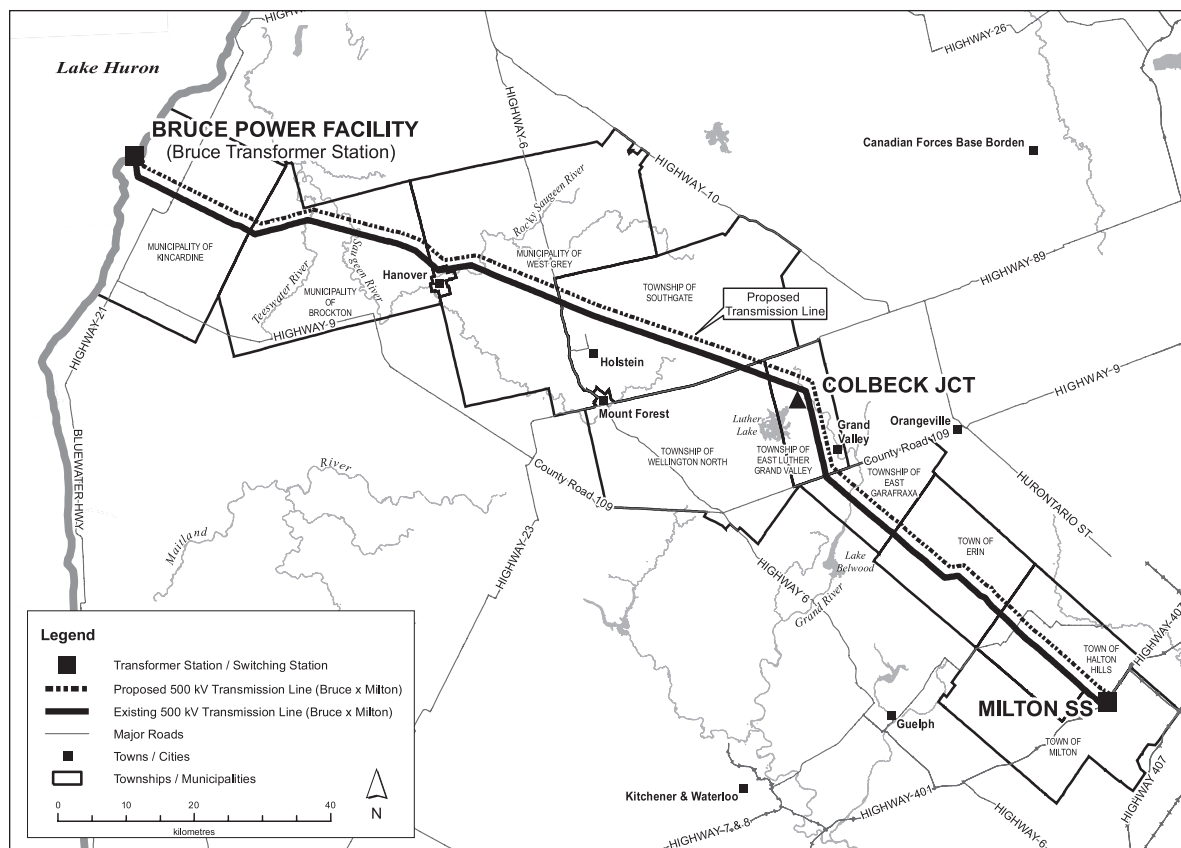 Lake Huron
HIGHWAY
HIGHWAY-26
BRUCE POWER FACILITY
(Bruce Transformer Station)
HIGHWAY-6
Canadian Forces Base Borden
HIGHWAY-10
Rocky Saugeen River
MUNICIPALITY OF
KINCARDINE
MUNICIPALITY OF
WEST GREY
HIGHWAY-89
Hanover
Saugeen River
Teeswater River
MUNICIPALITY
OF
BROCKTON
TOWNSHIP OF
SOUTHGATE
Proposed
Transmission Line
HIGHWAY-21
HIGHWAY-9
Holstein
COLBECK JCT
HIGHWAY-9
Mount Forest
Luther
Lake
Grand
Valley
Orangeville
County Road 109
BLUEWATER-HWY
TOWNSHIP OF
WELLINGTON NORTH
TOWNSHIP OF
EAST LUTHER
GRAND VALLEY
TOWNSHIP
OF EAST
GARAFRAXA
River
Maitland
County Road 109
HURONTARIO ST
HIGHWAY-23
TOWN OF
ERIN
Lake
Belwood
HIGHWAY 6
Grand River
HIGHWAY-407
TOWN OF
HALTON
HILLS
MILTON SS
Guelph
TOWN OF
MILTON
Kitchener & Waterloo
HIGHWAY-401
HIGHWAY-407
HIGHWAY-7 & 8
HIGHWAY-6
Legend
Transformer Station / Switching Station
Proposed 500 kV Transmission Line (Bruce x Milton)
Existing 500 kV Transmission Line (Bruce x Milton)
Major Roads
Towns / Cities
Townships / Municipalities
0 10 20 40
kilometres
N